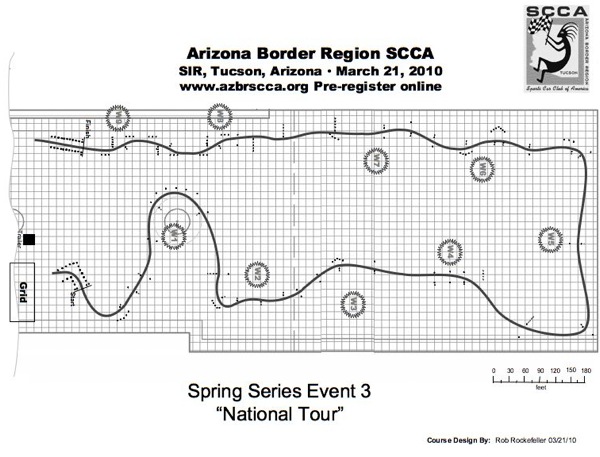 SCCA
ARIZONA BORDER REGION
TUCSON
Sports Car Club of America
Arizona Border Region SCCA
SIR, Tucson, Arizona • March 21, 2010
www.azbrscca.org Pre-register online
Finish
W9
W8
W7
W6
W5
W4
W3
W2
W1
Trailer
Grid
Start
0 30 60 90 120 150 180
feet
Spring Series Event 3
“National Tour”
Course Design By: Rob Rockefeller 03/21/10